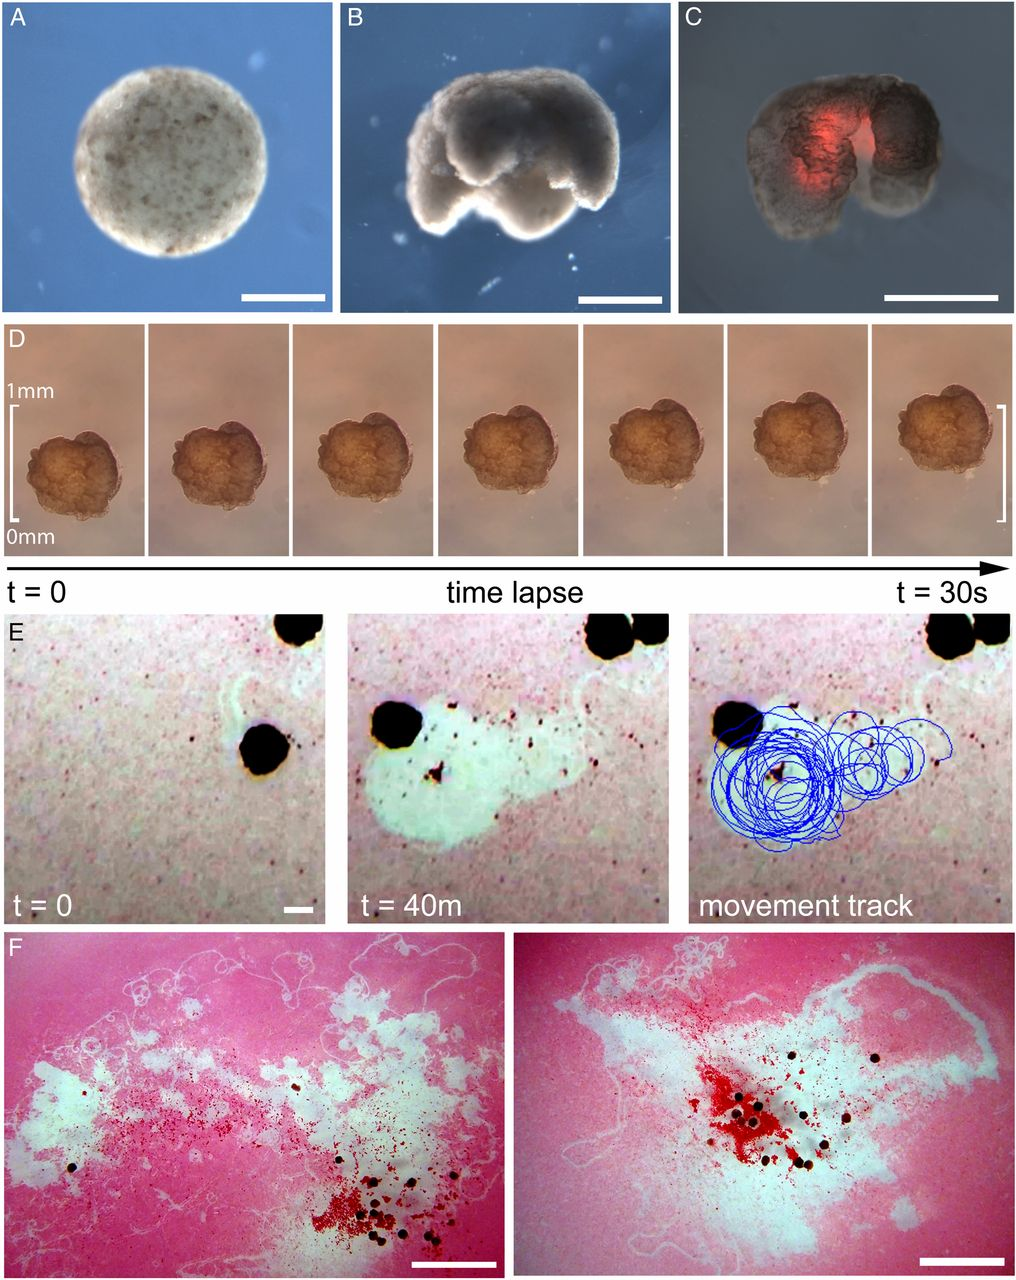 A
B
C
D
1mm
0mm
t = 0
time lapse
t = 30s
E
t = 0
t = 40m
movement track
F